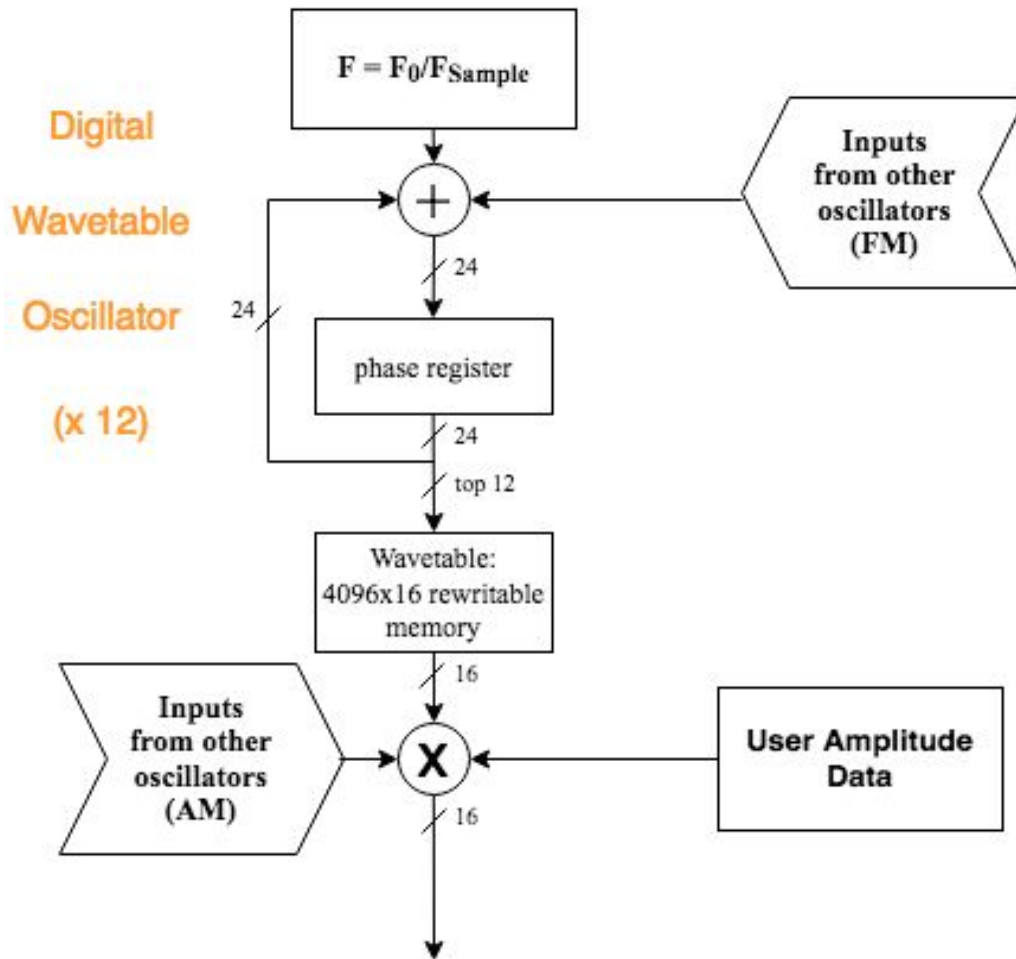 F = F0/FSample
Digital
Wavetable
Oscillator
(x 12)
Inputs
from other
oscillators
(FM)
+
24
24
phase register
24
top 12
Wavetable:
4096x16 rewritable
memory
16
Inputs
from other
oscillators
(AM)
X
User Amplitude
Data
16